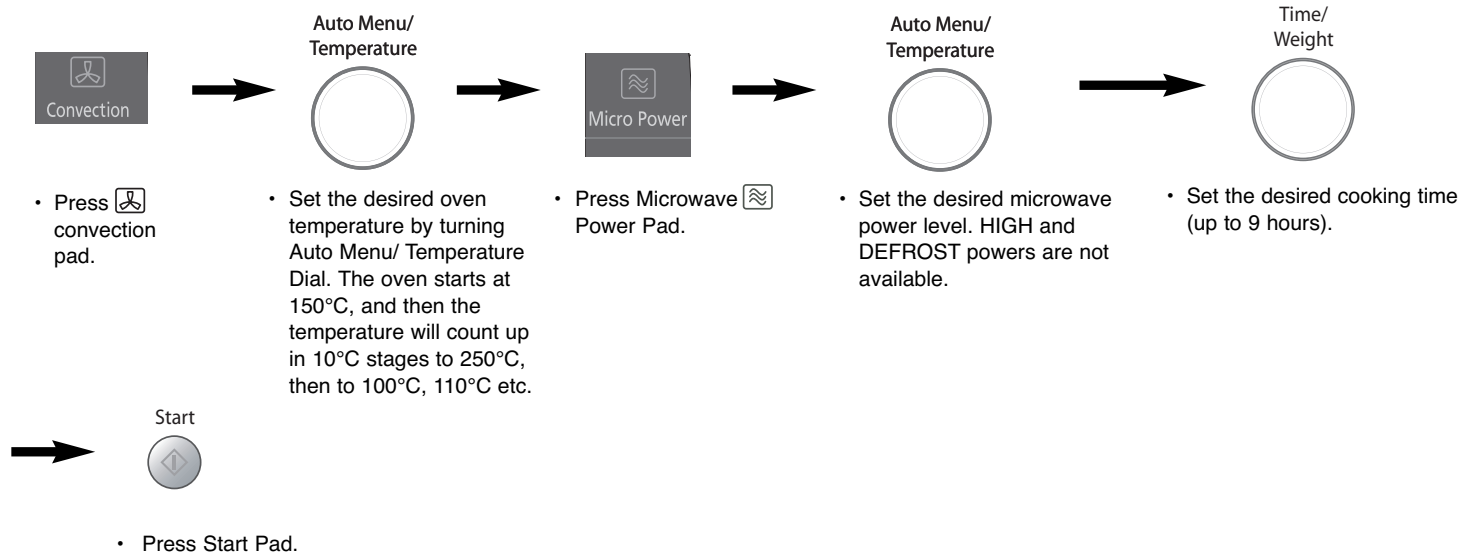 Convection
Auto Menu/
Temperature
Micro Power
Auto Menu/
Temperature
Time/
Weight
• Press
convection
pad.
• Set the desired oven
temperature by turning
Auto Menu/ Temperature
Dial. The oven starts at
150°C, and then the
temperature will count up
in 10°C stages to 250°C,
then to 100°C, 110°C etc.
• Press Microwave
Power Pad.
• Set the desired microwave
power level. HIGH and
DEFROST powers are not
available.
• Set the desired cooking time
(up to 9 hours).
Start
• Press Start Pad.